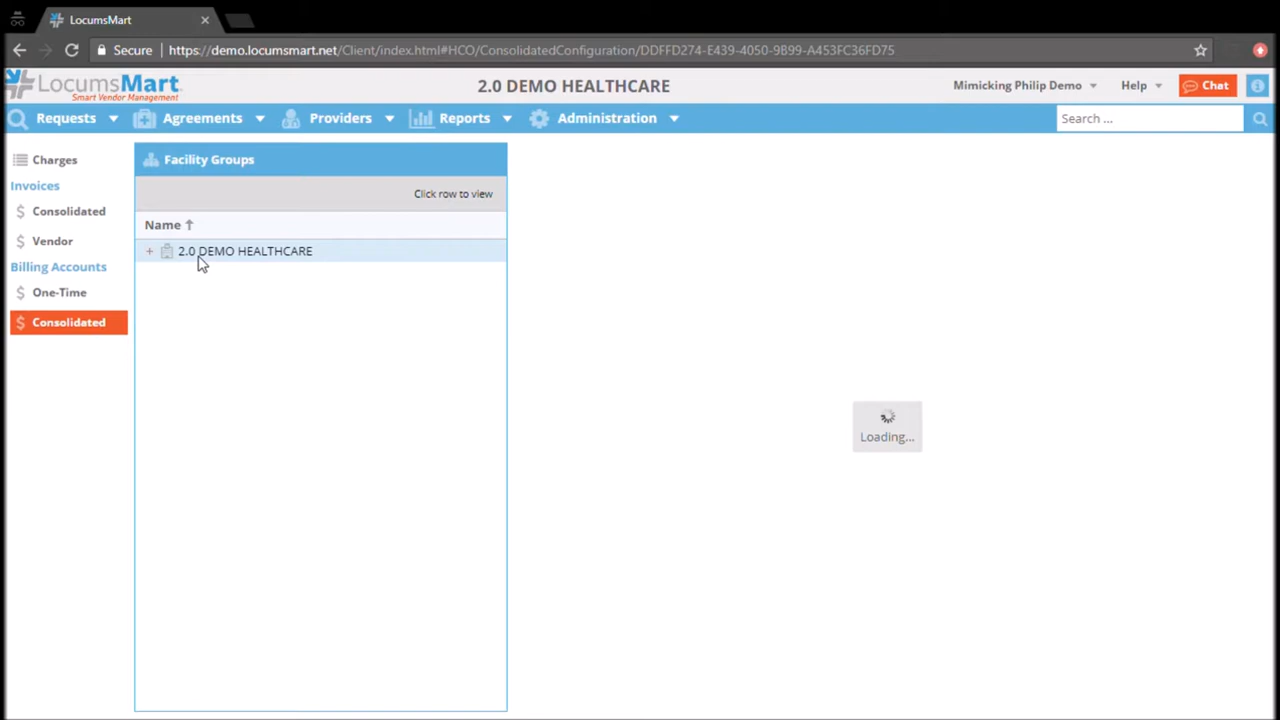 LocumsMart
Secure https://demo.locumsmart.net/Client/index.html#HCO/ConsolidatedConfiguration/DDFFD274-E439-4050-9B99-A453FC36FD75
LocumsMart
Smart Vendor Management
2.0 DEMO HEALTHCARE
Mimicking Philip Demo
Help
Chat
Requests
Agreements
Providers
Reports
Administration
Search ...
Charges
Invoices
Consolidated
Vendor
Billing Accounts
One-Time
Consolidated
Facility Groups
Click row to view
Name
2.0 DEMO HEALTHCARE
Loading...